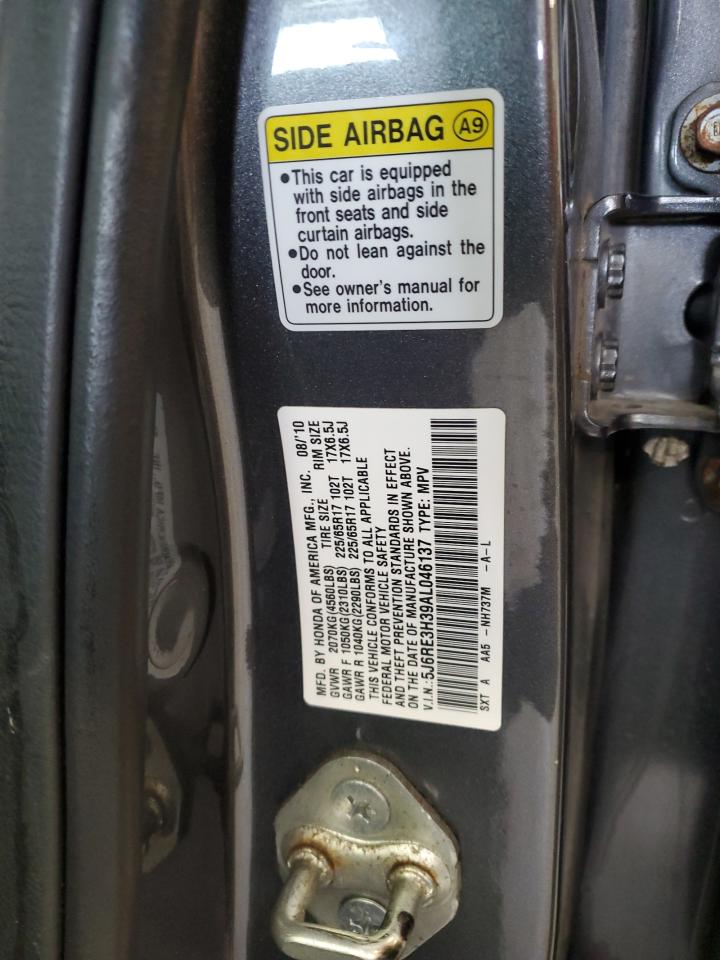 SIDE AIRBAG A9
•This car is equipped
with side airbags in the
front seats and side
curtain airbags.
•Do not lean against the
door.
•See owner's manual for
more information.
MFD. BY HONDA OF AMERICA MFG., INC. 08/'10
GVWR 2070KG(4560LBS) TIRE SIZE RIM SIZE
GAWR F 1050KG(2310LBS) 225/65R17 102T 17X6.5J
GAWR R 1040KG(2290LBS) 225/65R17 102T 17X6.5J
THIS VEHICLE CONFORMS TO ALL APPLICABLE
FEDERAL MOTOR VEHICLE SAFETY
AND THEFT PREVENTION STANDARDS IN EFFECT
ON THE DATE OF MANUFACTURE SHOWN ABOVE.
V.I.N.:5J6RE3H39AL046137 TYPE: MPV
SXT A AA5 -NH737M -A-L